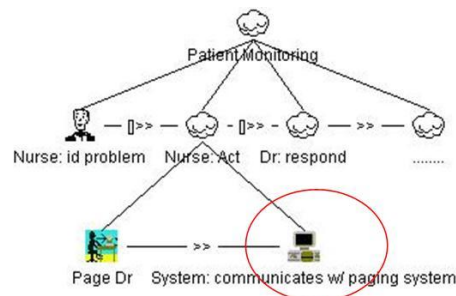 Patient Monitoring
[]>> []>> >>
Nurse: id problem Nurse: Act Dr: respond ........
>>
Page Dr System: communicates w/ paging system